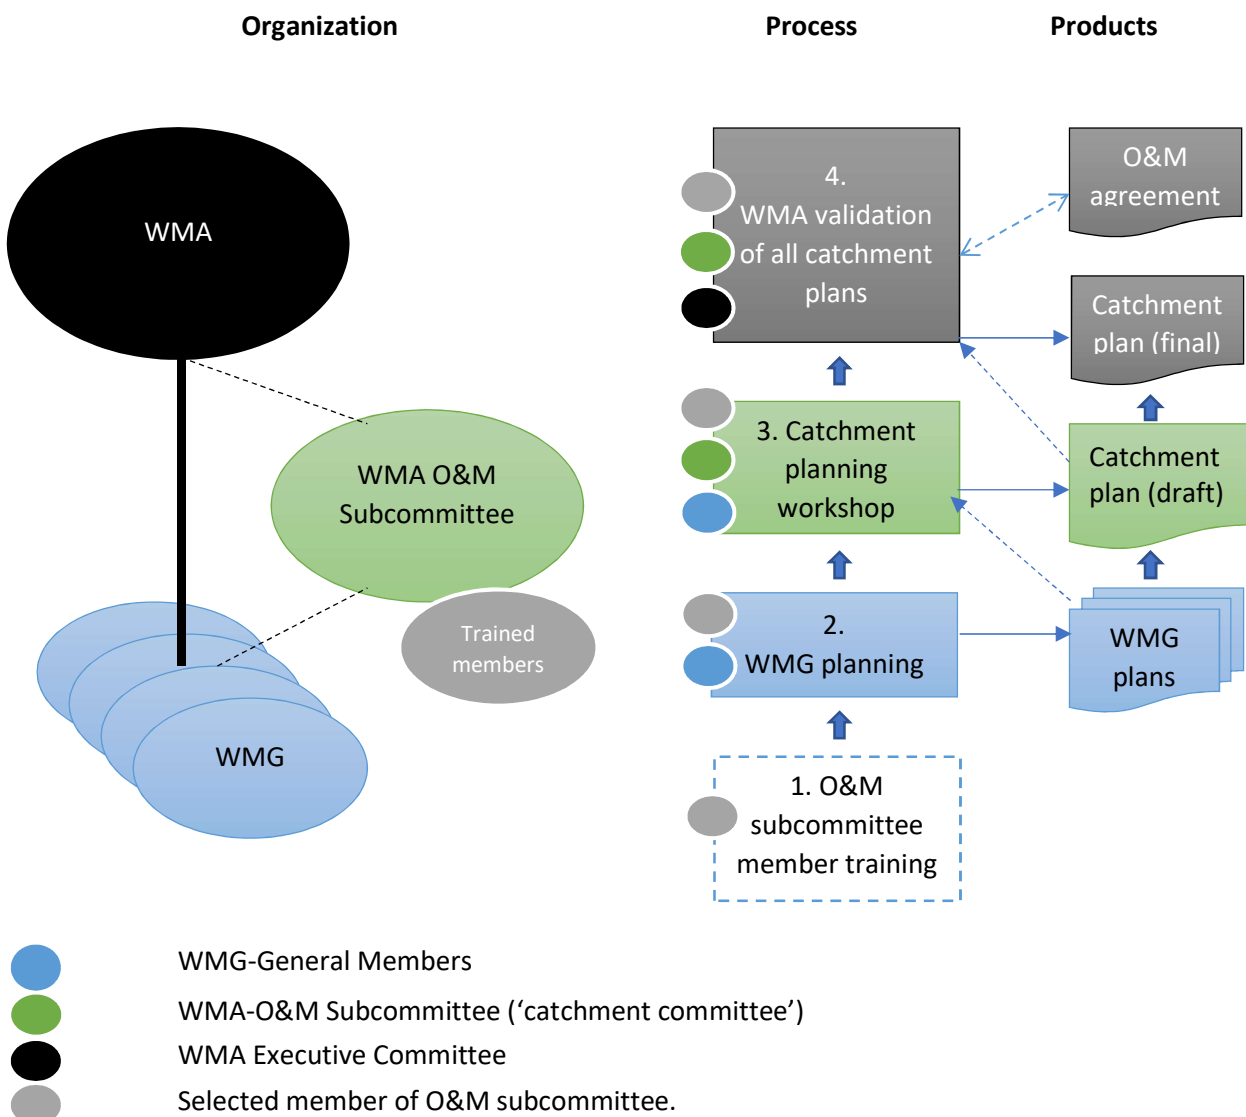 Organization
Process
Products
WMA
WMA O&M
Subcommittee
Trained
members
WMG
4.
WMA validation
of all catchment
plans
3. Catchment
planning
workshop
2.
WMG planning
1. O&M
subcommittee
member training
O&M
agreement
Catchment
plan (final)
Catchment
plan (draft)
WMG
plans
WMG-General Members
WMA-O&M Subcommittee (‘catchment committee’)
WMA Executive Committee
Selected member of O&M subcommittee.